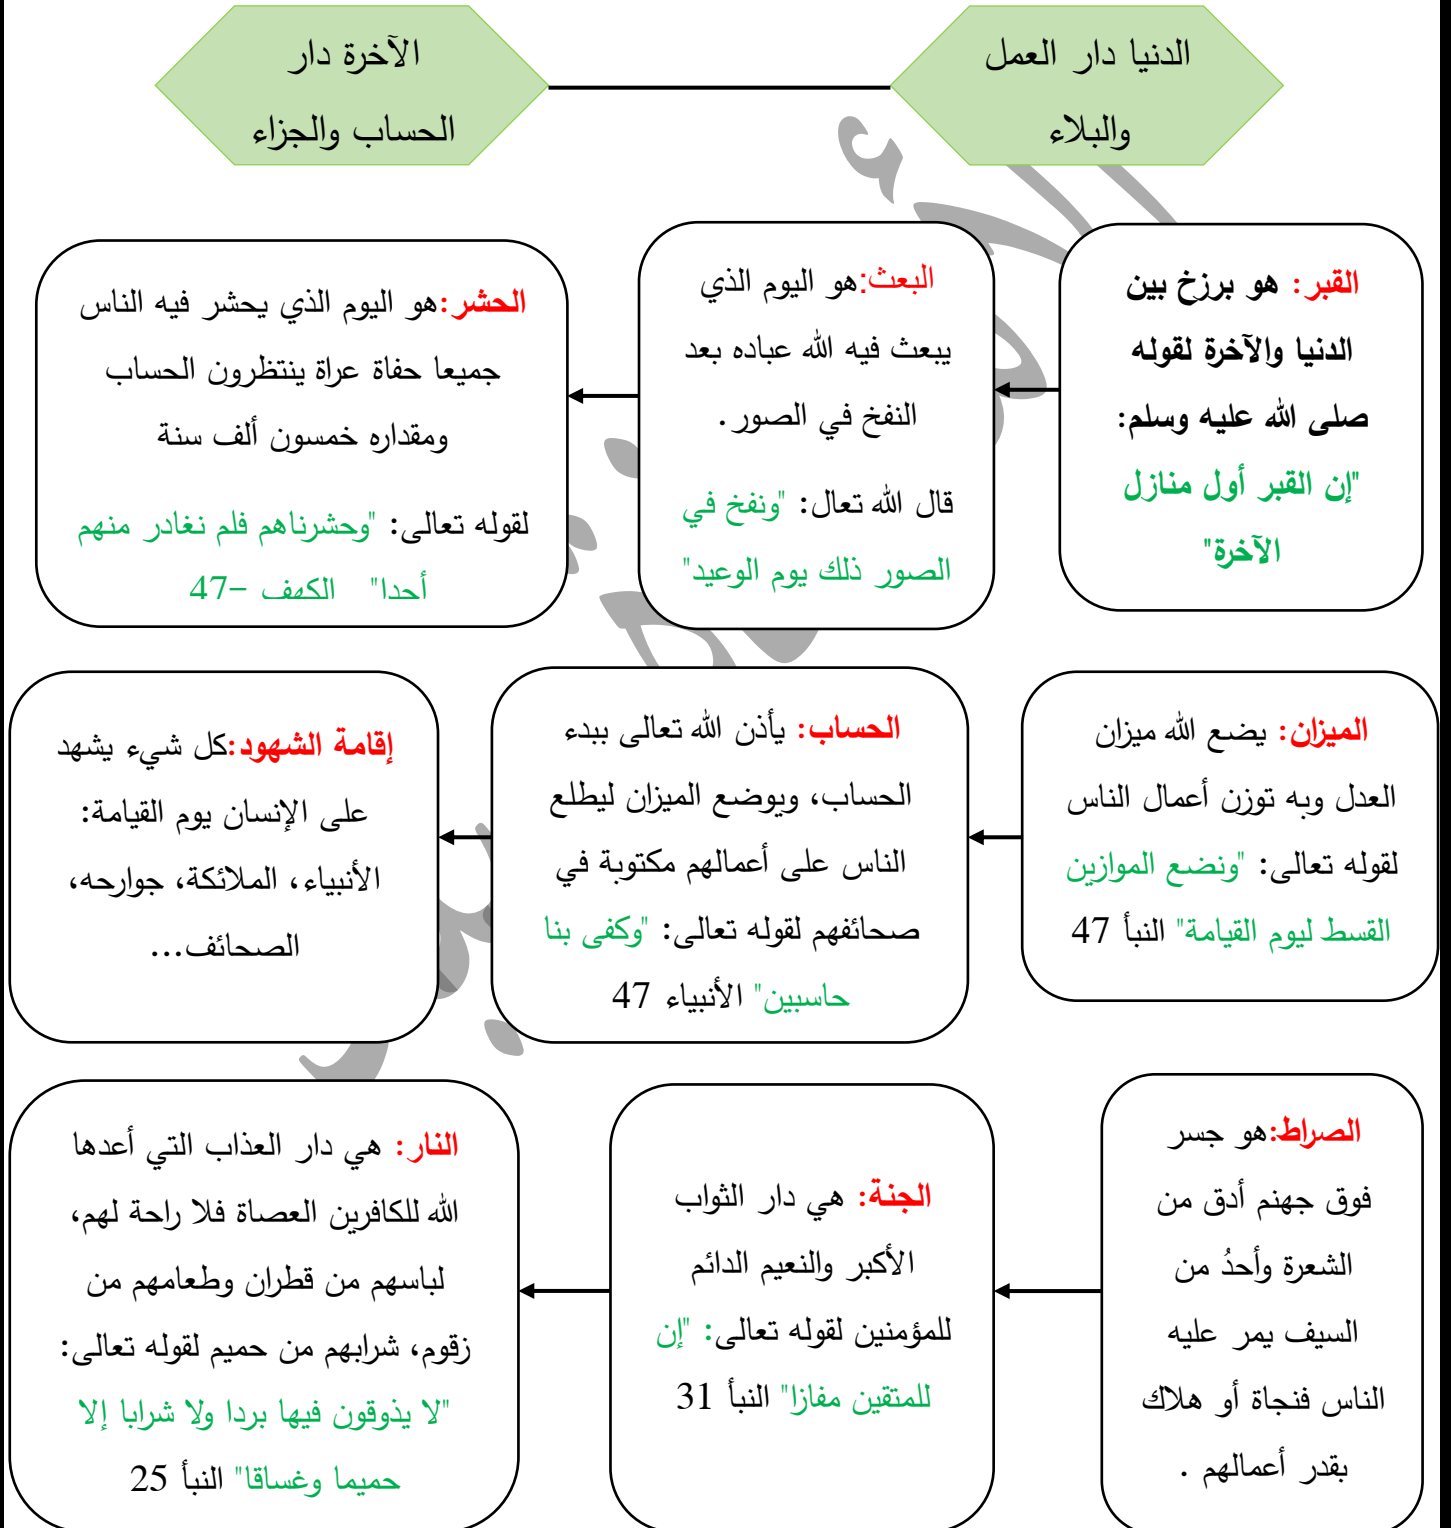 الدنيا دار العمل
والبلاء
الآخرة دار
الحساب والجزاء
القبر: هو برزخ بين
الدنيا والآخرة لقوله
صلى الله عليه وسلم:
"إن القبر أول منازل
الآخرة"
البعث:هو اليوم الذي
يبعث فيه الله عباده بعد
النفخ في الصور.
قال الله تعال: "ونفخ في
الصور ذلك يوم الوعيد"
الحشر:هو اليوم الذي يحشر فيه الناس
جميعا حفاة عراة ينتظرون الحساب
ومقداره خمسون ألف سنة
لقوله تعالى: "وحشرناهم فلم نغادر منهم
أحدا" الكهف –47
الميزان: يضع الله ميزان
العدل وبه توزن أعمال الناس
لقوله تعالى: "ونضع الموازين
القسط ليوم القيامة" النبأ 47
الحساب: يأذن الله تعالى ببدء
الحساب، ويوضع الميزان ليطلع
الناس على أعمالهم مكتوبة في
صحائفهم لقوله تعالى: "وكفى بنا
حاسبين" الأنبياء 47
إقامة الشهود:كل شيء يشهد
على الإنسان يوم القيامة:
الأنبياء، الملائكة، جوارحه،
الصحائف...
الصراط:هو جسر
فوق جهنم أدق من
الشعرة وأحدُ من
السيف يمر عليه
الناس فنجاة أو هلاك
بقدر أعمالهم .
الجنة: هي دار الثواب
الأكبر والنعيم الدائم
للمؤمنين لقوله تعالى: "إن
للمتقين مفازا" النبأ 31
النار: هي دار العذاب التي أعدها
الله للكافرين العصاة فلا راحة لهم،
لباسهم من قطران وطعامهم من
زقوم، شرابهم من حميم لقوله تعالى:
"لا يذوقون فيها بردا ولا شرابا إلا
حميما وغساقا" النبأ 25